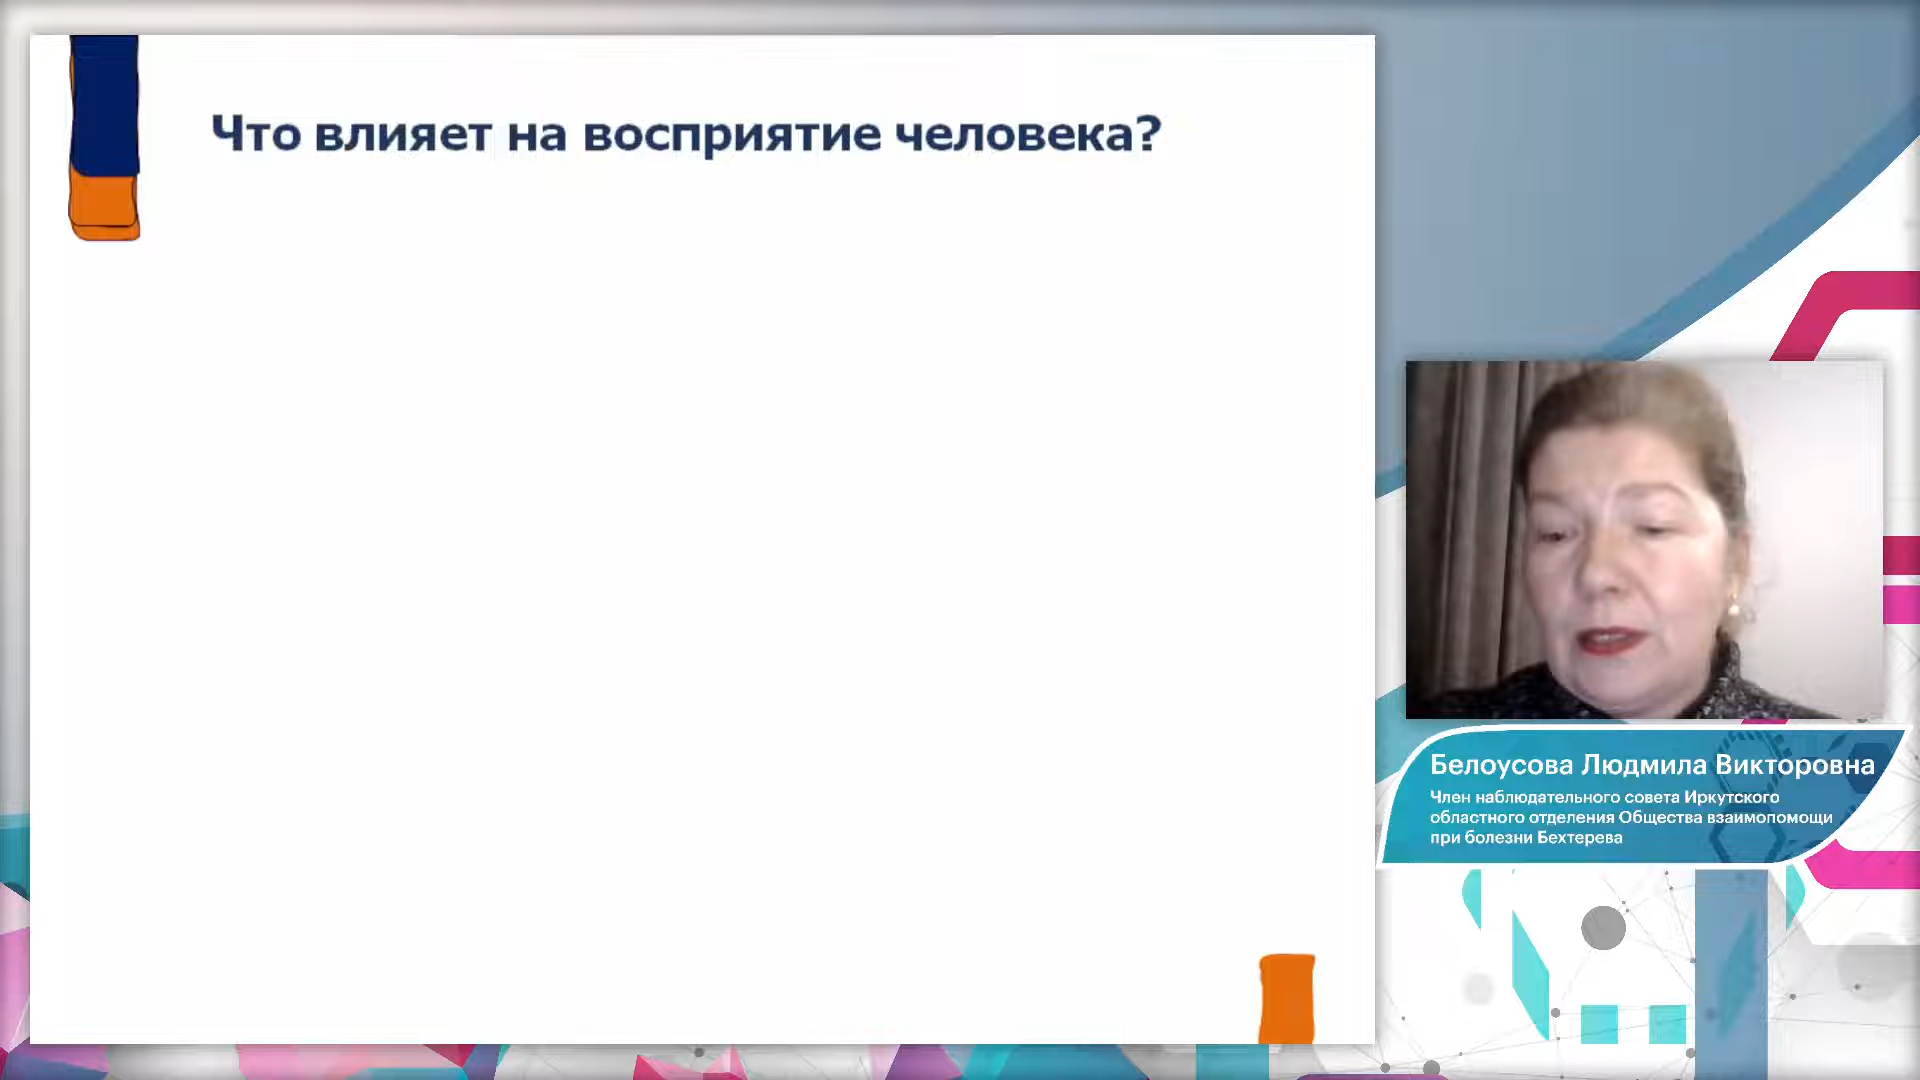 Что влияет на восприятие человека?
Белоусова Людмила Викторовна
Член наблюдательного совета Иркутского
областного отделения Общества взаимопомощи
при болезни Бехтерева